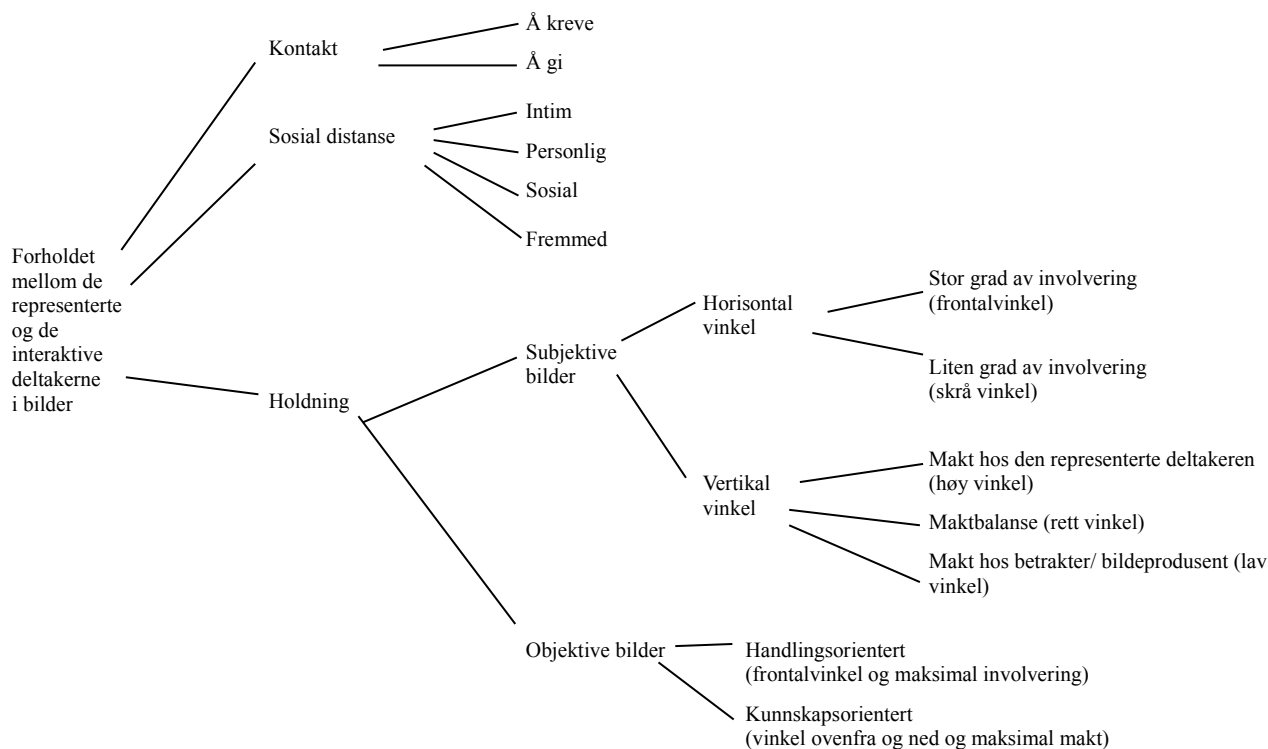 Forholdet
mellom de
representerte
og de
interaktive
deltakerne
i bilder
Kontakt
Å kreve
Å gi
Sosial distanse
Intim
Personlig
Sosial
Fremmed
Holdning
Subjektive
bilder
Horisontal
vinkel
Stor grad av involvering
(frontalvinkel)
Liten grad av involvering
(skrå vinkel)
Vertikal
vinkel
Makt hos den representerte deltakeren
(høy vinkel)
Maktbalanse (rett vinkel)
Makt hos betrakter/ bildeprodusent (lav
vinkel)
Objektive bilder
Handlingsorientert
(frontalvinkel og maksimal involvering)
Kunnskapsorientert
(vinkel ovenfra og ned og maksimal makt)